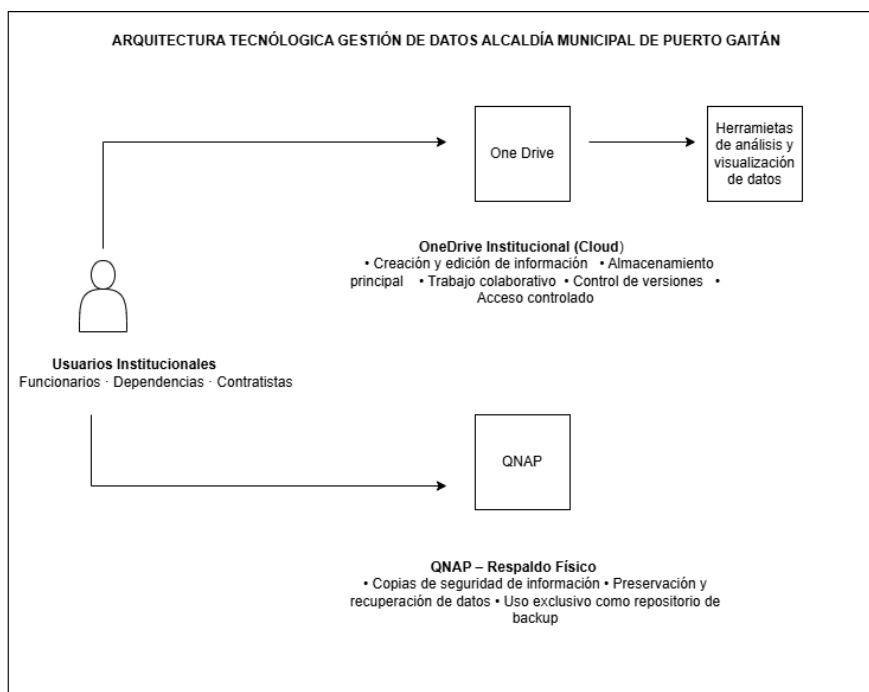 ARQUITECTURA TECNÓLOGICA GESTIÓN DE DATOS ALCALDÍA MUNICIPAL DE PUERTO GAITÁN
One Drive
Herramietas
de análisis y
visualización
de datos
OneDrive Institucional (Cloud)
• Creación y edición de información • Almacenamiento
principal • Trabajo colaborativo • Control de versiones •
Acceso controlado
Usuarios Institucionales
Funcionarios · Dependencias · Contratistas
QNAP
QNAP – Respaldo Físico
• Copias de seguridad de información • Preservación y
recuperación de datos • Uso exclusivo como repositorio de
backup